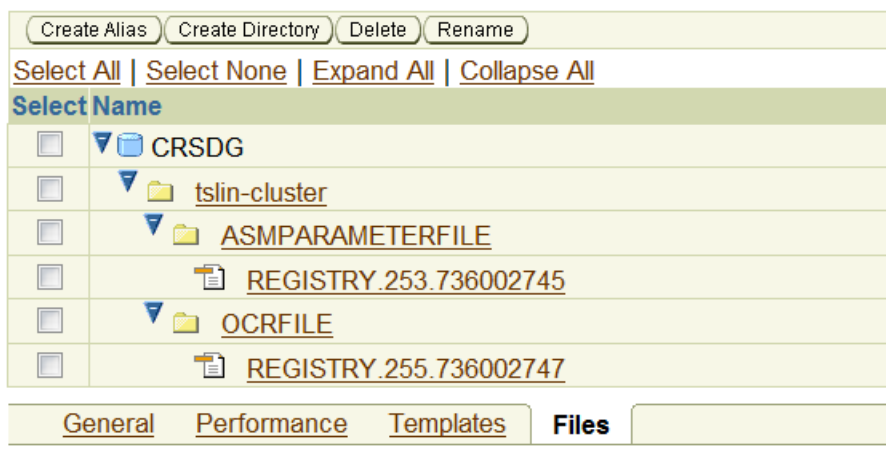 Create Alias Create Directory Delete Rename
Select All | Select None | Expand All | Collapse All
Select Name
CRSDG
tslin-cluster
ASMPARAMETERFILE
REGISTRY.253.736002745
OCRFILE
REGISTRY.255.736002747
General Performance Templates Files